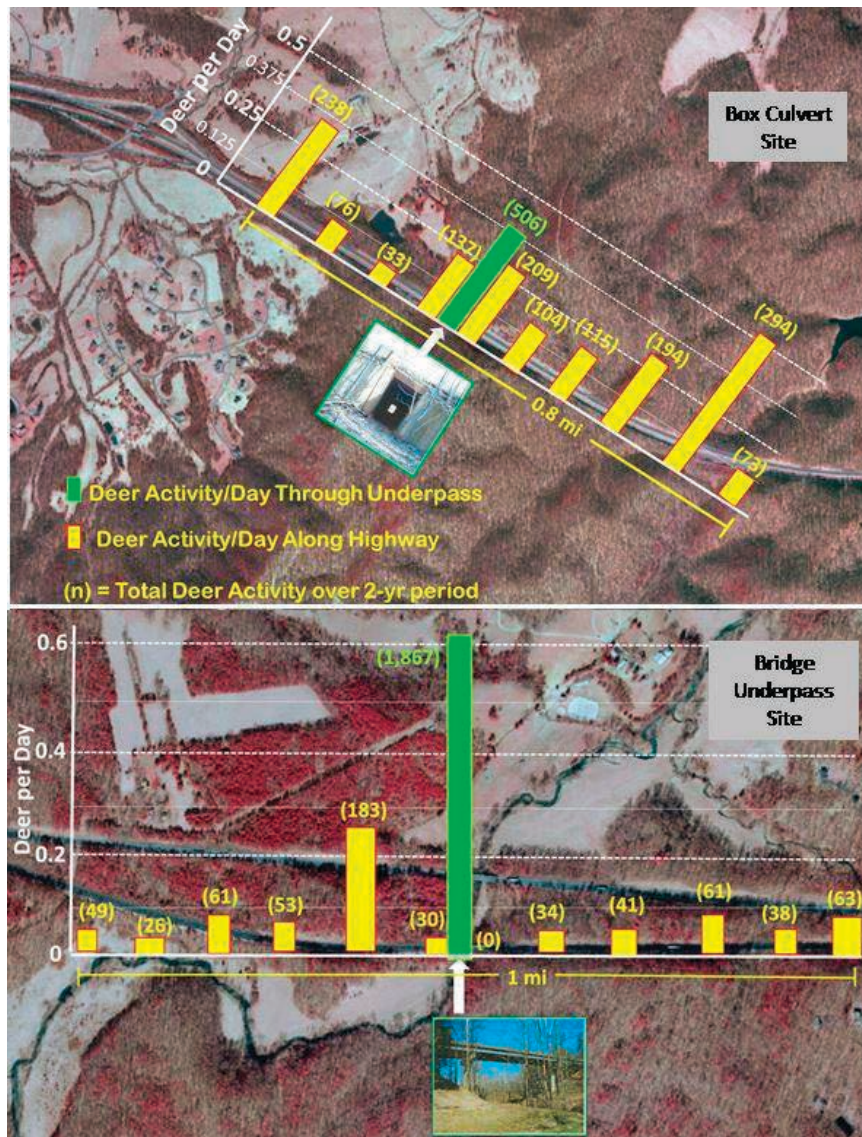 Deer per Day
0.5
0.375
0.25
0.125
0
(238)
(76)
(33)
(132)
(506)
(209)
(104)
(115)
(194)
(294)
(73)
0.8 mi
Box Culvert
Site
Deer Activity/Day Through Underpass
Deer Activity/Day Along Highway
(n) = Total Deer Activity over 2-yr period
Deer per Day
0.6
0.4
0.2
0
(49)
(26)
(61)
(53)
(183)
(30)
(1,867)
(0)
(34)
(41)
(61)
(38)
(63)
1 mi
Bridge
Underpass
Site